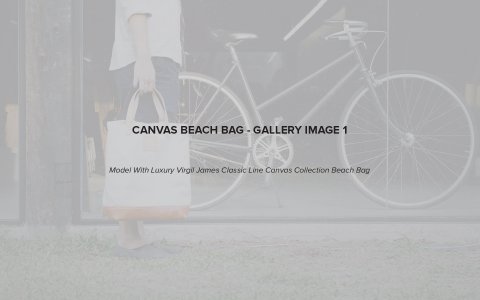 CANVAS BEACH BAG - GALLERY IMAGE 1
Model With Luxury Virgil James Classic Line Canvas Collection Beach Bag